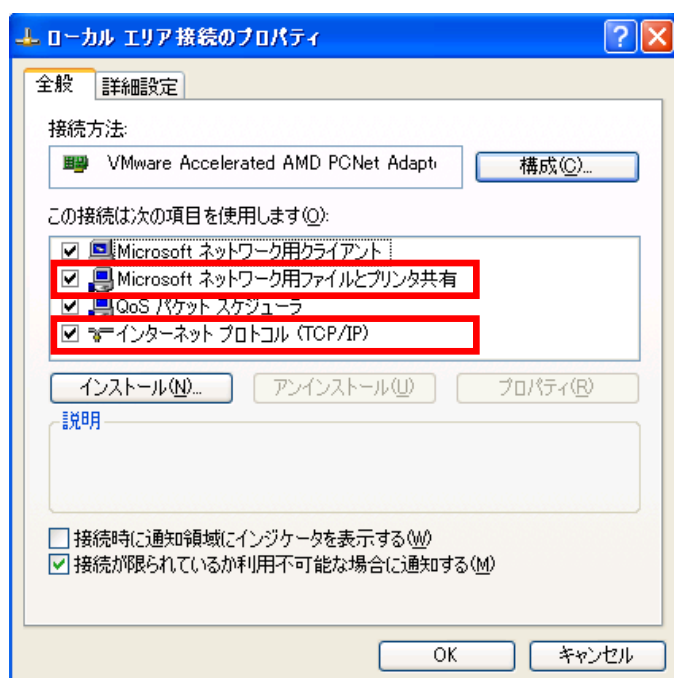 ローカル エリア接続のプロパティ
全般 詳細設定
接続方法:
VMware Accelerated AMD PCNet Adapt
構成(C)...
この接続は次の項目を使用します(O):
Microsoft ネットワーク用クライアント
Microsoft ネットワーク用ファイルとプリンタ共有
QoS パケット スケジューラ
インターネット プロトコル (TCP/IP)
インストール(N)... アンインストール(U) プロパティ(R)
説明
接続時に通知領域にインジケータを表示する(W)
接続が限られているか利用不可能な場合に通知する(M)
OK キャンセル